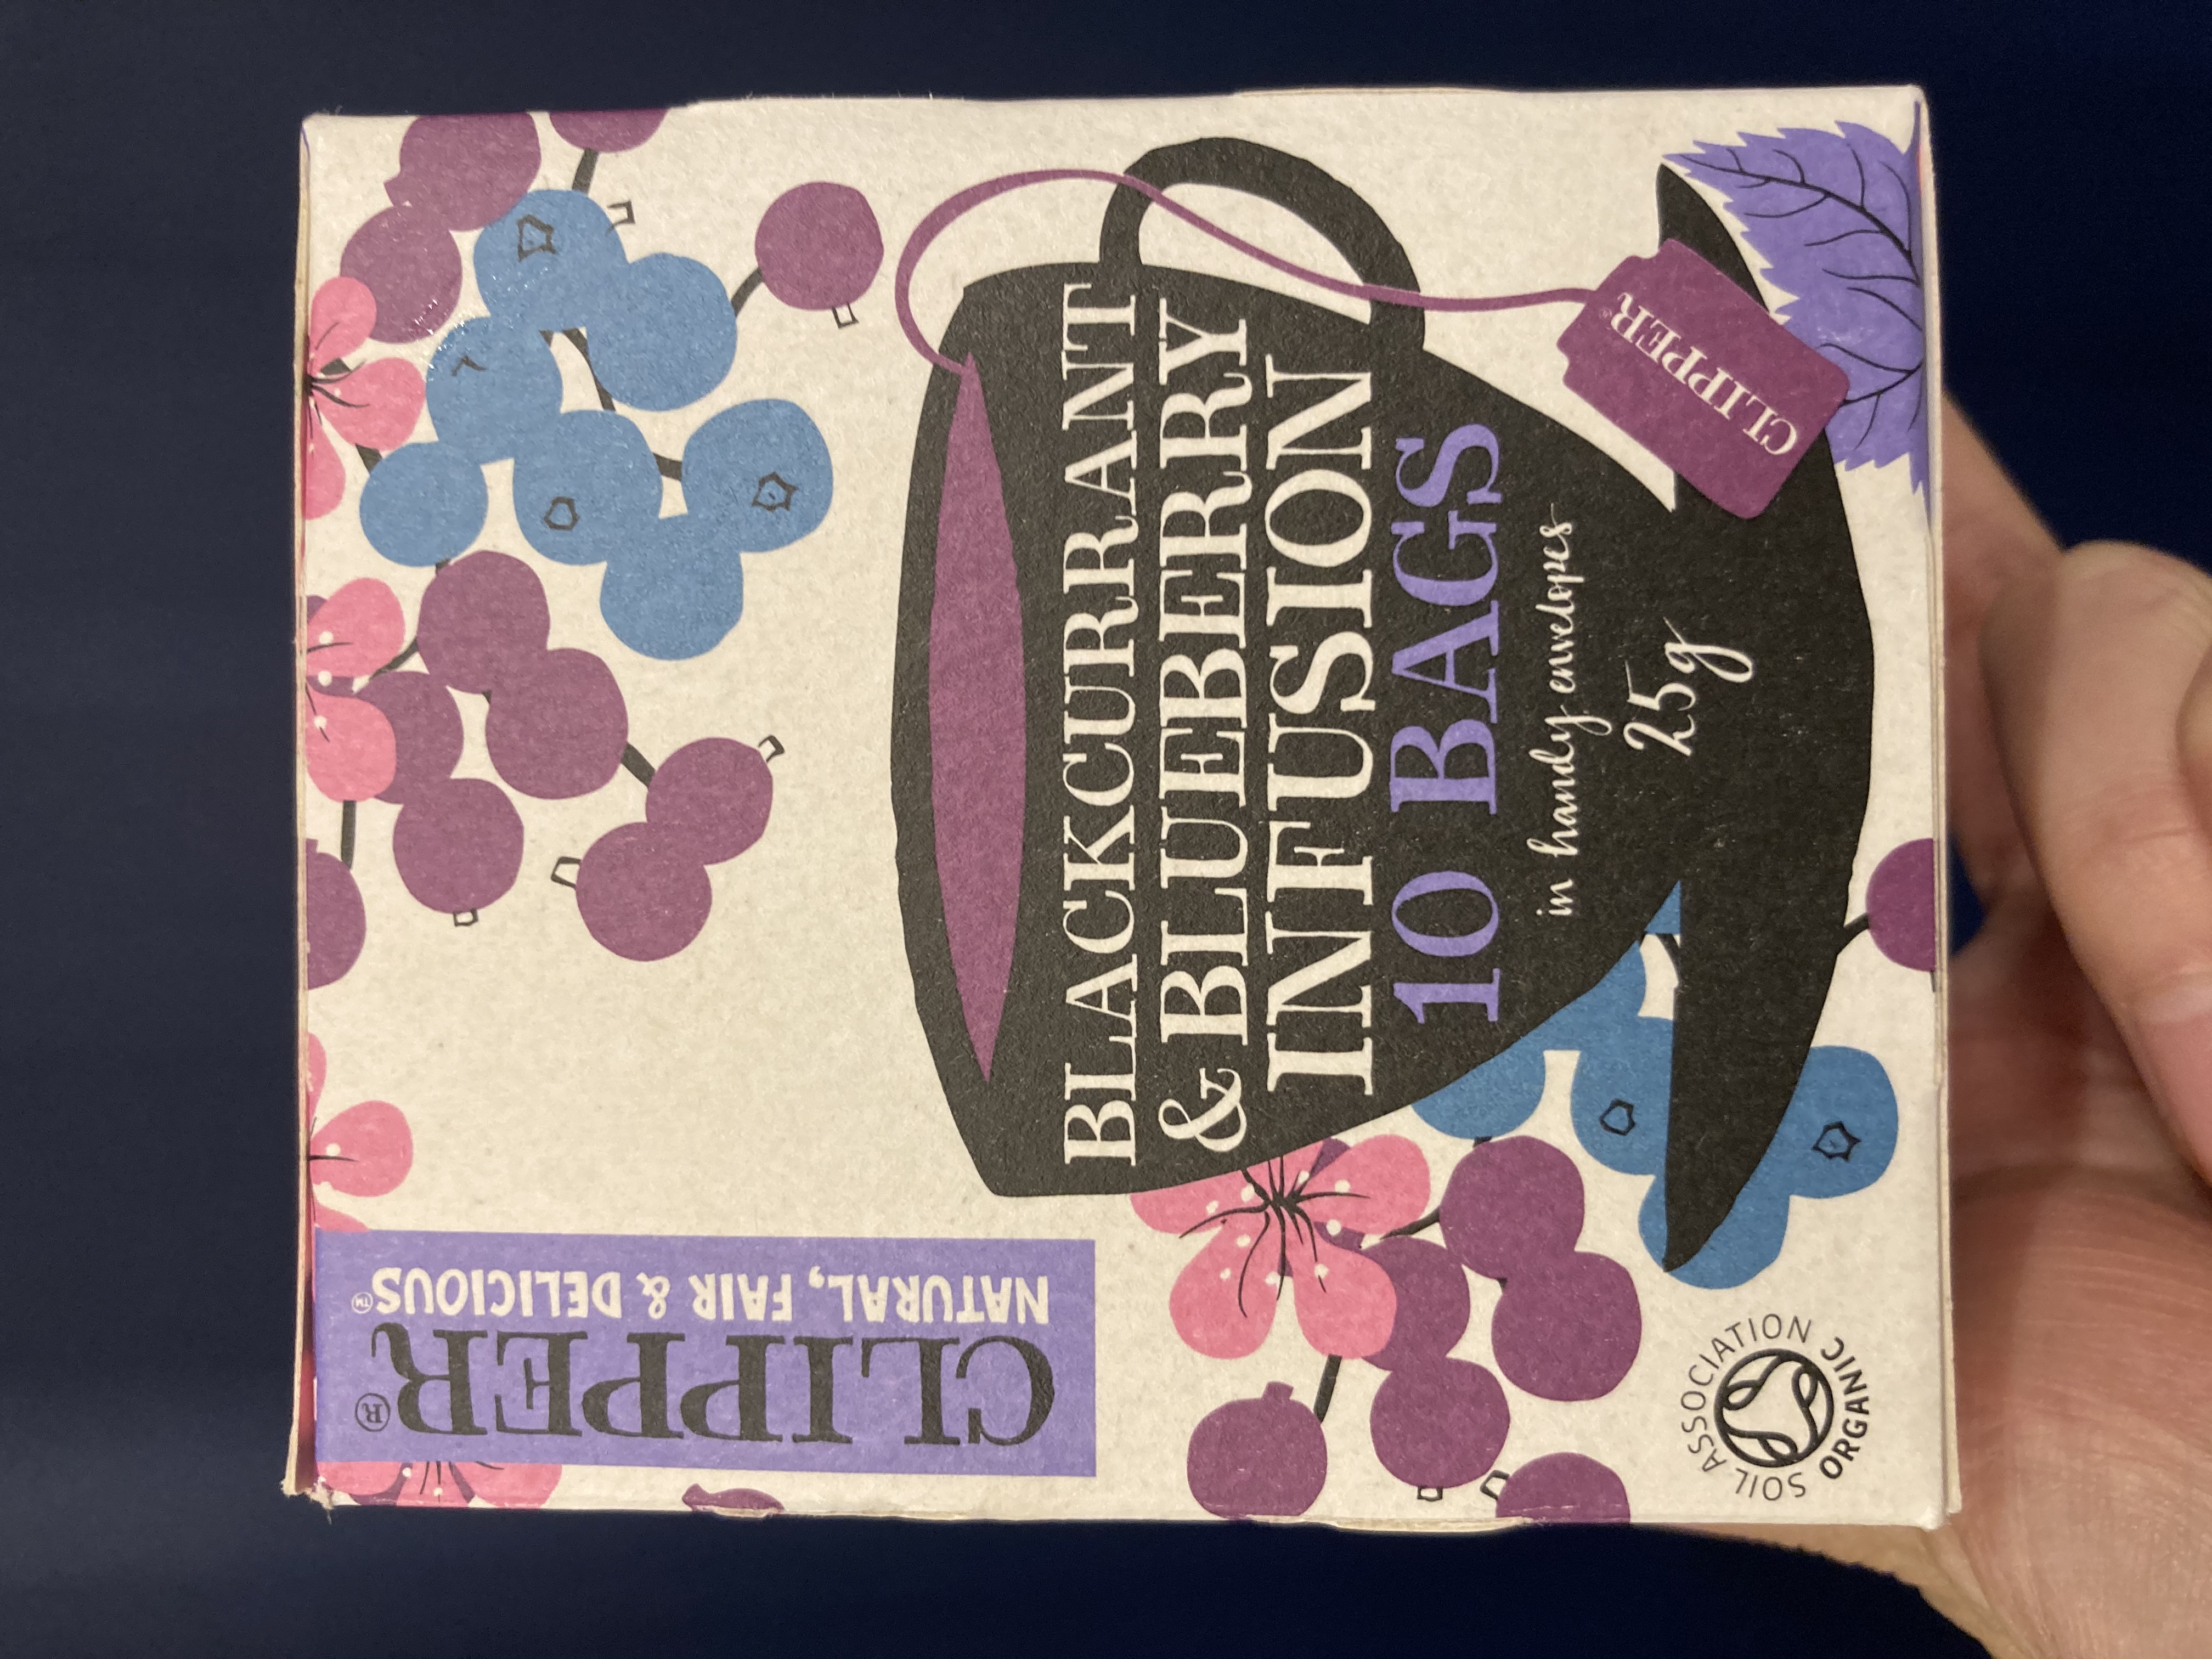 CLIPPER®
NATURAL, FAIR & DELICIOUS™
BLACKCURRANT
& BLUEBERRY
INFUSION
10 BAGS
in handy envelopes
25g
CLIPPER®
SOIL ASSOCIATION
ORGANIC